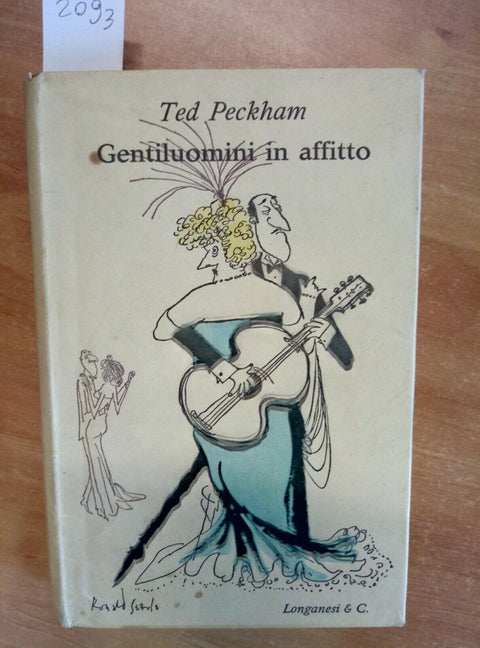 2093
Ted Peckham
Gentiluomini in affitto
Ronald Searle
Longanesi & C.